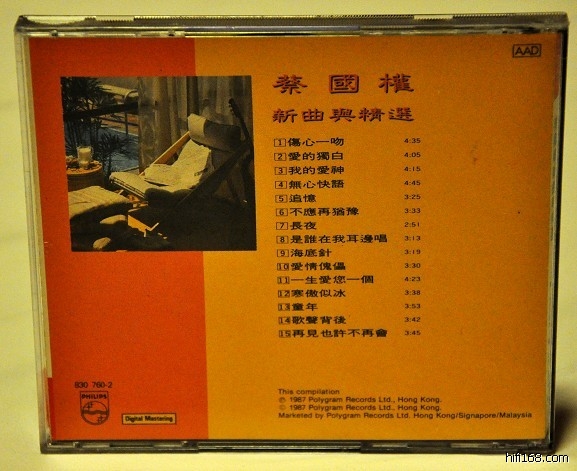 AAD
蔡國權
新曲與精選
1 傷心一吻 4:35
2 愛的獨白 4:05
3 我的愛神 4:15
4 無心快語 4:45
5 追憶 3:25
6 不應再猶豫 3:33
7 長夜 2:51
8 是誰在我耳邊唱 3:13
9 海底針 3:19
10 愛情傀儡 3:30
11 一生愛您一個 4:23
12 寒傲似冰 3:38
13 童年 3:53
14 歌聲背後 3:42
15 再見也許不再會 3:45
830 760-2
PHILIPS
Digital Mastering
This compilation
℗ 1987 Polygram Records Ltd., Hong Kong.
© 1987 Polygram Records Ltd., Hong Kong.
Marketed by Polygram Records Ltd, Hong Kong/Signapore/Malaysia
hifi168.com